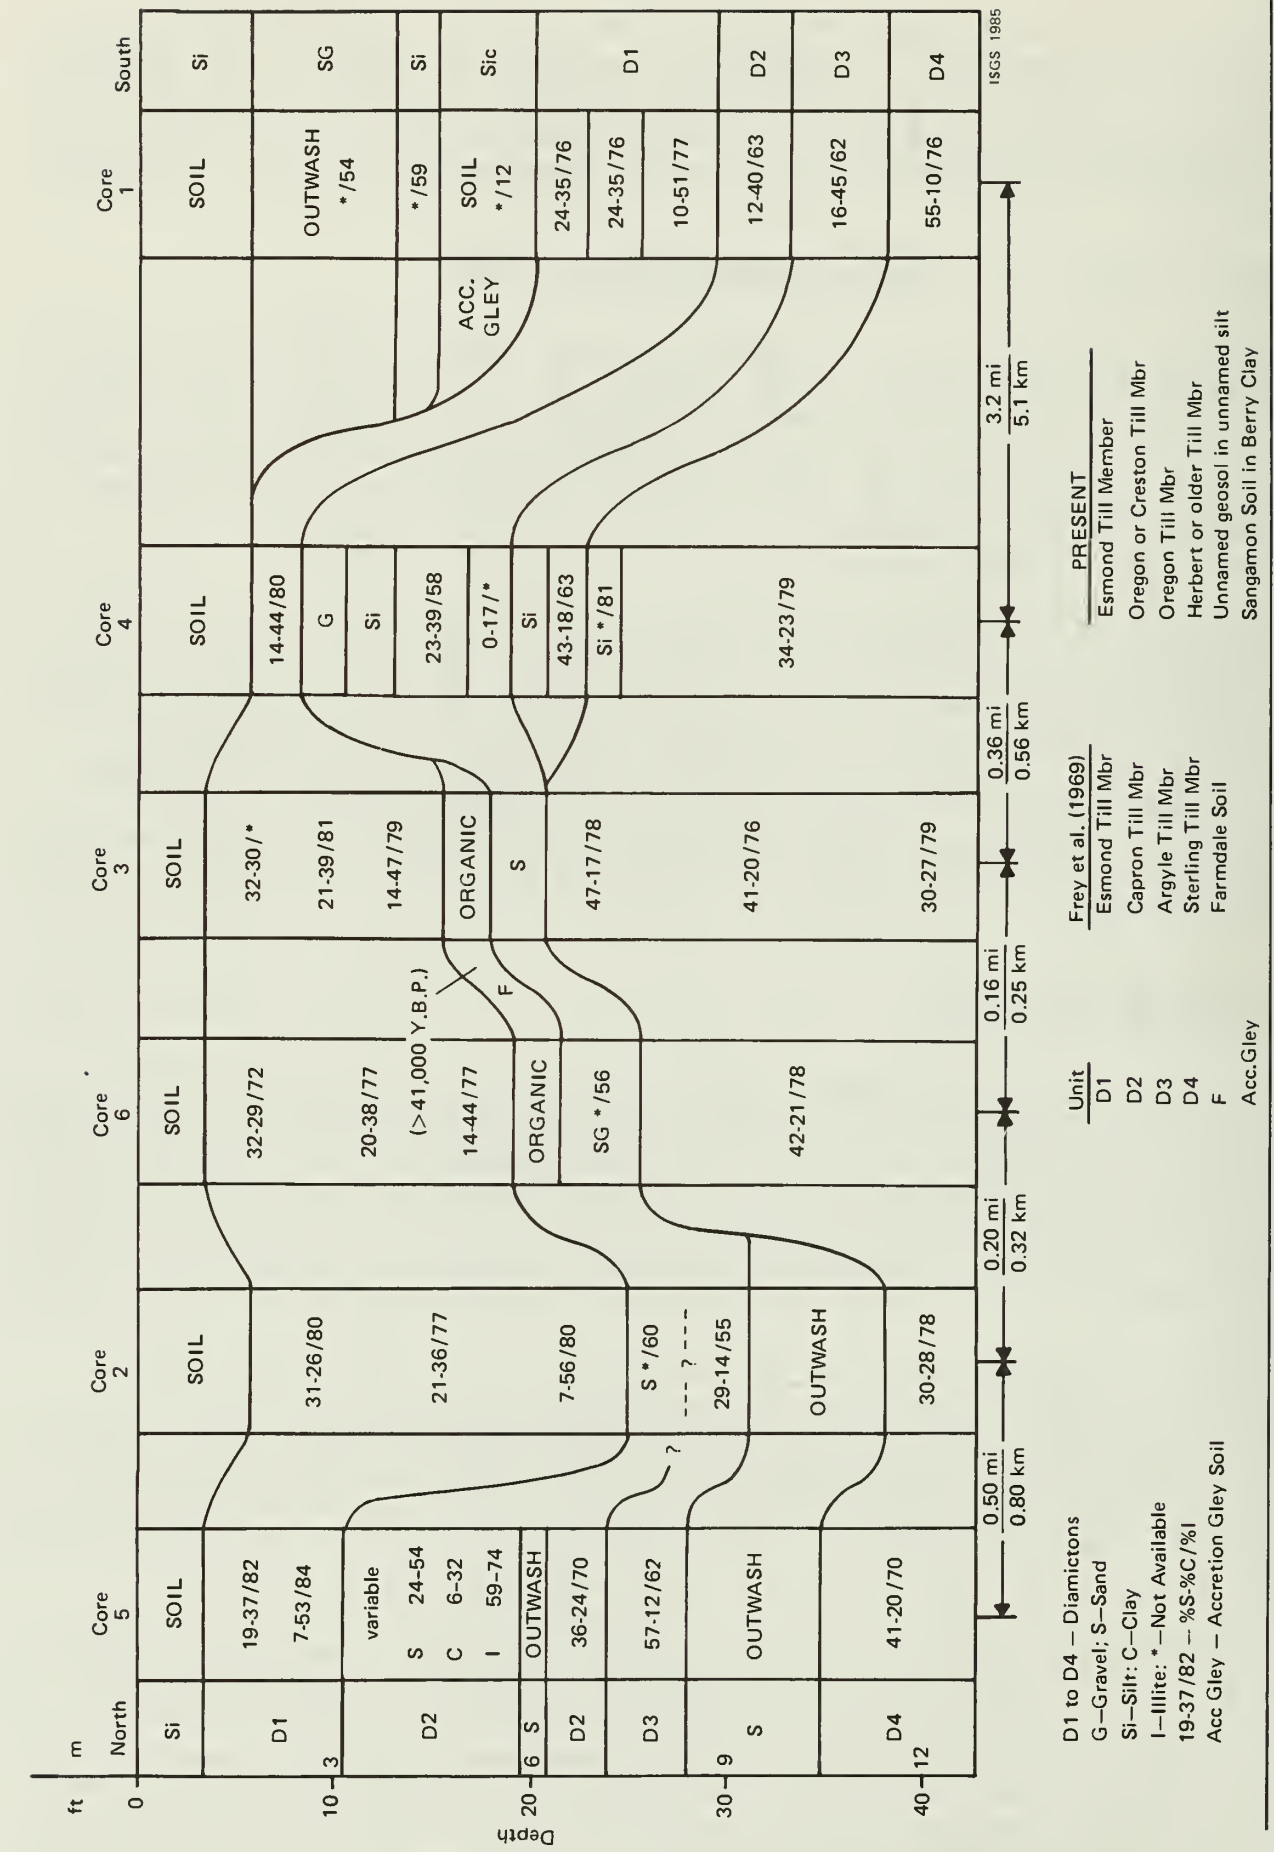 ft
m
Depth
0
10
20
30
40
3
6
9
12
North
Si
D1
D2
S
D2
D3
S
D4
Core
5
SOIL
19-37/82
7-53/84
variable
S 24–54
C 6–32
I 59–74
OUTWASH
36-24/70
57-12/62
OUTWASH
41-20/70
?
Core
2
SOIL
31-26/80
21-36/77
7-56/80
S */60
--- ? ---
29-14/55
OUTWASH
30-28/78
Core
6
SOIL
32-29/72
20-38/77
(>41,000 Y.B.P.)
14-44/77
ORGANIC
SG */56
42-21/78
F
Core
3
SOIL
32-30/*
21-39/81
14-47/79
ORGANIC
S
47-17/78
41-20/76
30-27/79
Core
4
SOIL
14-44/80
G
Si
23-39/58
0-17/*
Si
43-18/63
Si */81
34-23/79
ACC.
GLEY
Core
1
SOIL
OUTWASH
*/54
*/59
SOIL
*/12
24-35/76
24-35/76
10-51/77
12-40/63
16-45/62
55-10/76
South
Si
SG
Si
Sic
D1
D2
D3
D4
ISGS 1985
0.50 mi
0.80 km
0.20 mi
0.32 km
0.16 mi
0.25 km
0.36 mi
0.56 km
3.2 mi
5.1 km
D1 to D4 — Diamictons
G—Gravel; S—Sand
Si—Silt: C—Clay
I—Illite: *—Not Available
19-37/82 — %S-%C/%I
Acc Gley — Accretion Gley Soil
Unit Frey et al. (1969) PRESENT
D1 Esmond Till Mbr Esmond Till Member
D2 Capron Till Mbr Oregon or Creston Till Mbr
D3 Argyle Till Mbr Oregon Till Mbr
D4 Sterling Till Mbr Herbert or older Till Mbr
F Farmdale Soil Unnamed geosol in unnamed silt
Acc.Gley Sangamon Soil in Berry Clay